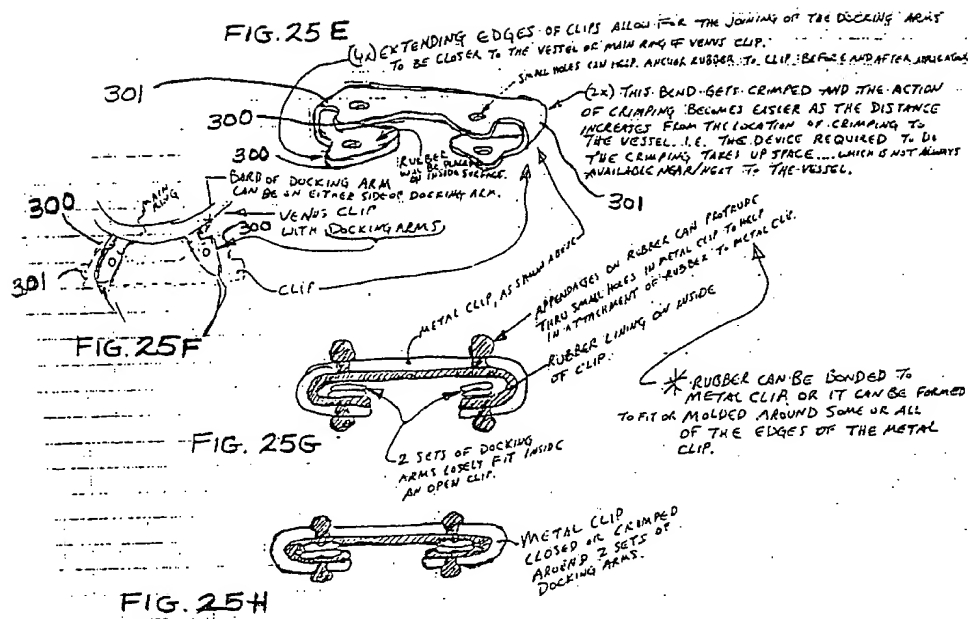 FIG. 25 E
(4x) EXTENDING EDGES OF CLIPS ALLOW FOR THE JOINING OF THE DOCKING ARMS
TO BE CLOSER TO THE VESSEL OR MAIN RING OF VENUS CLIP.
SMALL HOLES CAN HELP ANCHOR RUBBER TO CLIP BEFORE AND AFTER APPLICATION
301
300
300
RUBBER
WILL BE PLACED
ON INSIDE SURFACE.
(2x) THIS BEND GETS CRIMPED AND THE ACTION
OF CRIMPING BECOMES EASIER AS THE DISTANCE
INCREASES FROM THE LOCATION OF CRIMPING TO
THE VESSEL. I.E. THE DEVICE REQUIRED TO DO
THE CRIMPING TAKES UP SPACE .... WHICH IS NOT ALWAYS
AVAILABLE NEAR/NEXT TO THE VESSEL.
301
BARB OF DOCKING ARM
CAN BE ON EITHER SIDE OF DOCKING ARM.
MAIN
RING
300
VENUS CLIP
300 WITH DOCKING ARMS
301
CLIP
FIG. 25F
METAL CLIP, AS SHOWN ABOVE
APPENDAGES ON RUBBER CAN PROTRUDE
THRU SMALL HOLES IN METAL CLIP TO HELP
IN ATTACHMENT OF RUBBER TO METAL CLIP.
RUBBER LINING ON INSIDE
OF CLIP.
FIG. 25G
2 SETS OF DOCKING
ARMS LOSELY FIT INSIDE
AN OPEN CLIP.
* RUBBER CAN BE BONDED TO
METAL CLIP OR IT CAN BE FORMED
TO FIT OR MOLDED AROUND SOME OR ALL
OF THE EDGES OF THE METAL
CLIP.
METAL CLIP
CLOSED OR CRIMPED
AROUND 2 SETS OF
DOCKING ARMS.
FIG. 25H